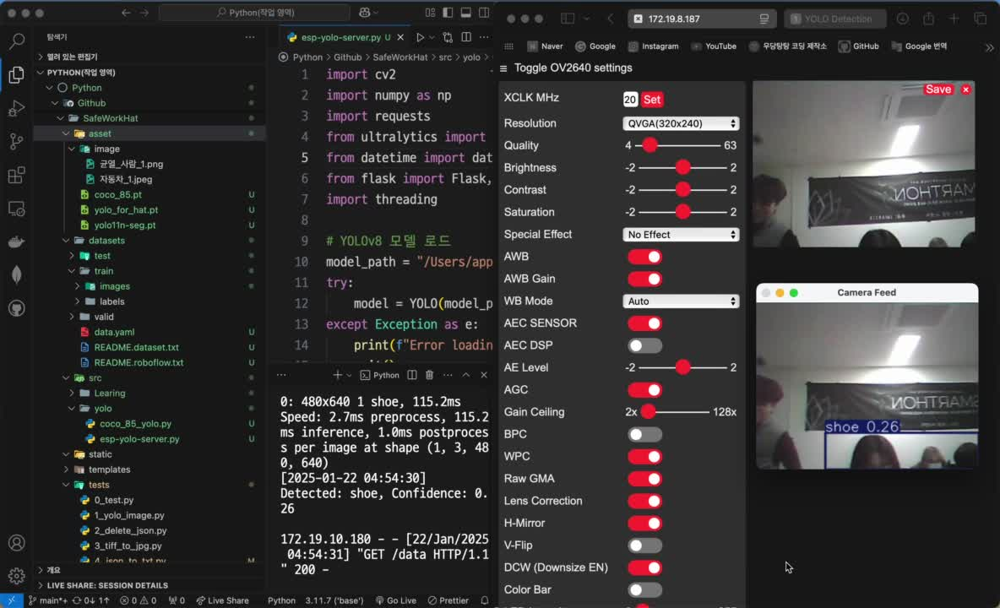 Python(작업 영역)
탐색기
열려 있는 편집기
PYTHON(작업 영역)
Python
Github
SafeWorkHat
asset
image
균열_사람_1.png
자동차_1.jpeg
coco_85.pt U
yolo_for_hat.pt U
yolo11n-seg.pt U
datasets
test
train
images
labels
valid
data.yaml U
README.dataset.txt U
README.roboflow.txt U
src
Learing
yolo
coco_85_yolo.py U
esp-yolo-server.py U
static
templates
tests
0_test.py
1_yolo_image.py
2_delete_json.py
3_tiff_to_jpg.py
4_json_to_txt.py M
개요
LIVE SHARE: SESSION DETAILS
esp-yolo-server.py U
Python > Github > SafeWorkHat > src > yolo >
1 import cv2
2 import numpy as np
3 import requests
4 from ultralytics import
5 from datetime import dat
6 from flask import Flask,
7 import threading
8
9 # YOLOv8 모델 로드
10 model_path = "/Users/app
11 try:
12 model = YOLO(model_p
13 except Exception as e:
14 print(f"Error loadin
Python
0: 480x640 1 shoe, 115.2ms
Speed: 2.7ms preprocess, 115.2
ms inference, 1.0ms postproces
s per image at shape (1, 3, 48
0, 640)
[2025-01-22 04:54:30]
Detected: shoe, Confidence: 0.
26
172.19.10.180 - - [22/Jan/2025
04:54:31] "GET /data HTTP/1.1
" 200 -
main*+ 0↓ 1↑ 0 0 0 Live Share Python 3.11.7 ('base') Go Live Prettier
172.19.8.187
1 YOLO Detection
Naver Google Instagram YouTube 우당탕탕 코딩 제작소 GitHub Google 번역
Toggle OV2640 settings
XCLK MHz 20 Set
Resolution QVGA(320x240)
Quality 4 63
Brightness -2 2
Contrast -2 2
Saturation -2 2
Special Effect No Effect
AWB
AWB Gain
WB Mode Auto
AEC SENSOR
AEC DSP
AE Level -2 2
AGC
Gain Ceiling 2x 128x
BPC
WPC
Raw GMA
Lens Correction
H-Mirror
V-Flip
DCW (Downsize EN)
Color Bar
Save
Camera Feed
shoe 0.26